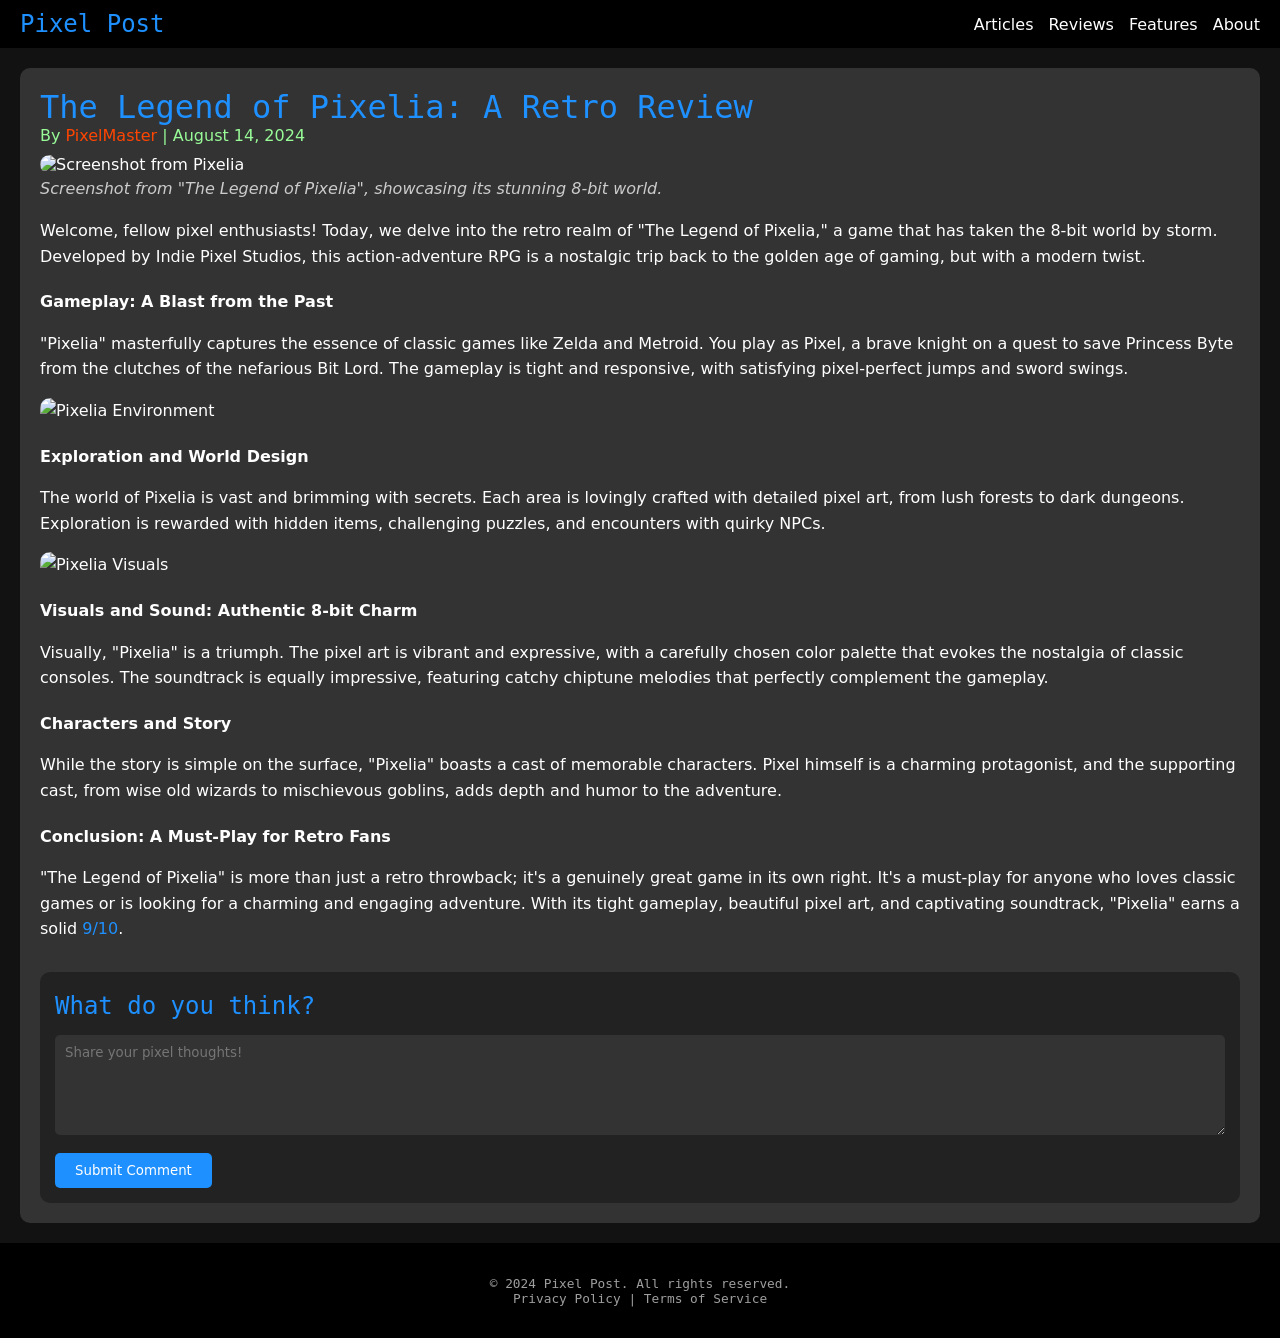 Pixel Post
Articles Reviews Features About
The Legend of Pixelia: A Retro Review
By PixelMaster | August 14, 2024
Screenshot from Pixelia
Screenshot from "The Legend of Pixelia", showcasing its stunning 8-bit world.
Welcome, fellow pixel enthusiasts! Today, we delve into the retro realm of "The Legend of Pixelia," a game that has taken the 8-bit world by storm.
Developed by Indie Pixel Studios, this action-adventure RPG is a nostalgic trip back to the golden age of gaming, but with a modern twist.
Gameplay: A Blast from the Past
"Pixelia" masterfully captures the essence of classic games like Zelda and Metroid. You play as Pixel, a brave knight on a quest to save Princess Byte
from the clutches of the nefarious Bit Lord. The gameplay is tight and responsive, with satisfying pixel-perfect jumps and sword swings.
Pixelia Environment
Exploration and World Design
The world of Pixelia is vast and brimming with secrets. Each area is lovingly crafted with detailed pixel art, from lush forests to dark dungeons.
Exploration is rewarded with hidden items, challenging puzzles, and encounters with quirky NPCs.
Pixelia Visuals
Visuals and Sound: Authentic 8-bit Charm
Visually, "Pixelia" is a triumph. The pixel art is vibrant and expressive, with a carefully chosen color palette that evokes the nostalgia of classic
consoles. The soundtrack is equally impressive, featuring catchy chiptune melodies that perfectly complement the gameplay.
Characters and Story
While the story is simple on the surface, "Pixelia" boasts a cast of memorable characters. Pixel himself is a charming protagonist, and the supporting
cast, from wise old wizards to mischievous goblins, adds depth and humor to the adventure.
Conclusion: A Must-Play for Retro Fans
"The Legend of Pixelia" is more than just a retro throwback; it's a genuinely great game in its own right. It's a must-play for anyone who loves classic
games or is looking for a charming and engaging adventure. With its tight gameplay, beautiful pixel art, and captivating soundtrack, "Pixelia" earns a
solid 9/10.
What do you think?
Share your pixel thoughts!
Submit Comment
© 2024 Pixel Post. All rights reserved.
Privacy Policy | Terms of Service